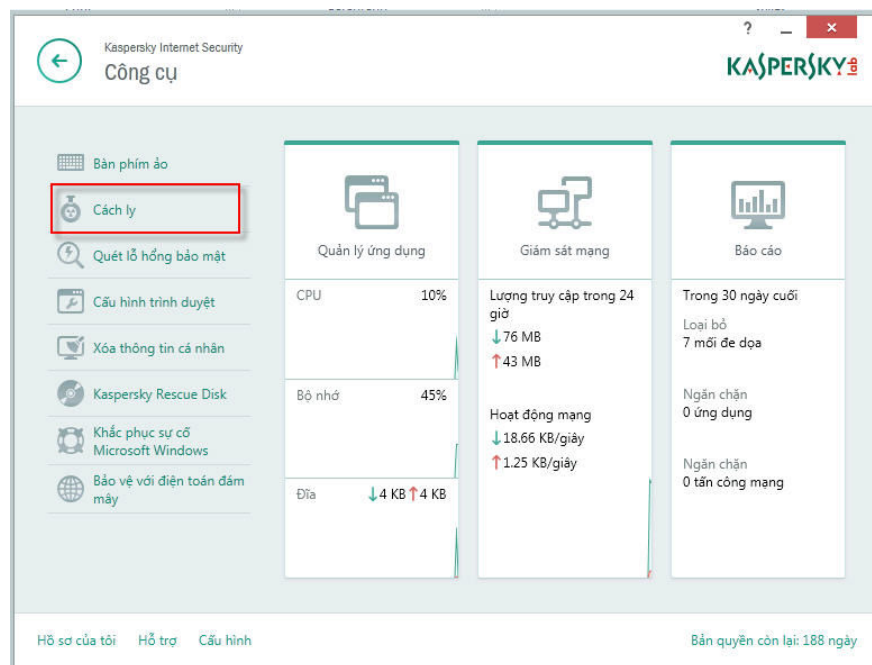 Kaspersky Internet Security
Công cụ
?
KASPERSKY lab
Bàn phím ảo
Cách ly
Quét lỗ hổng bảo mật
Cấu hình trình duyệt
Xóa thông tin cá nhân
Kaspersky Rescue Disk
Khắc phục sự cố
Microsoft Windows
Bảo vệ với điện toán đám
mây
Quản lý ứng dụng
CPU 10%
Bộ nhớ 45%
Đĩa ↓4 KB ↑4 KB
Giám sát mạng
Lượng truy cập trong 24
giờ
↓76 MB
↑43 MB
Hoạt động mạng
↓18.66 KB/giây
↑1.25 KB/giây
Báo cáo
Trong 30 ngày cuối
Loại bỏ
7 mối đe dọa
Ngăn chặn
0 ứng dụng
Ngăn chặn
0 tấn công mạng
Hồ sơ của tôi Hỗ trợ Cấu hình
Bản quyền còn lại: 188 ngày